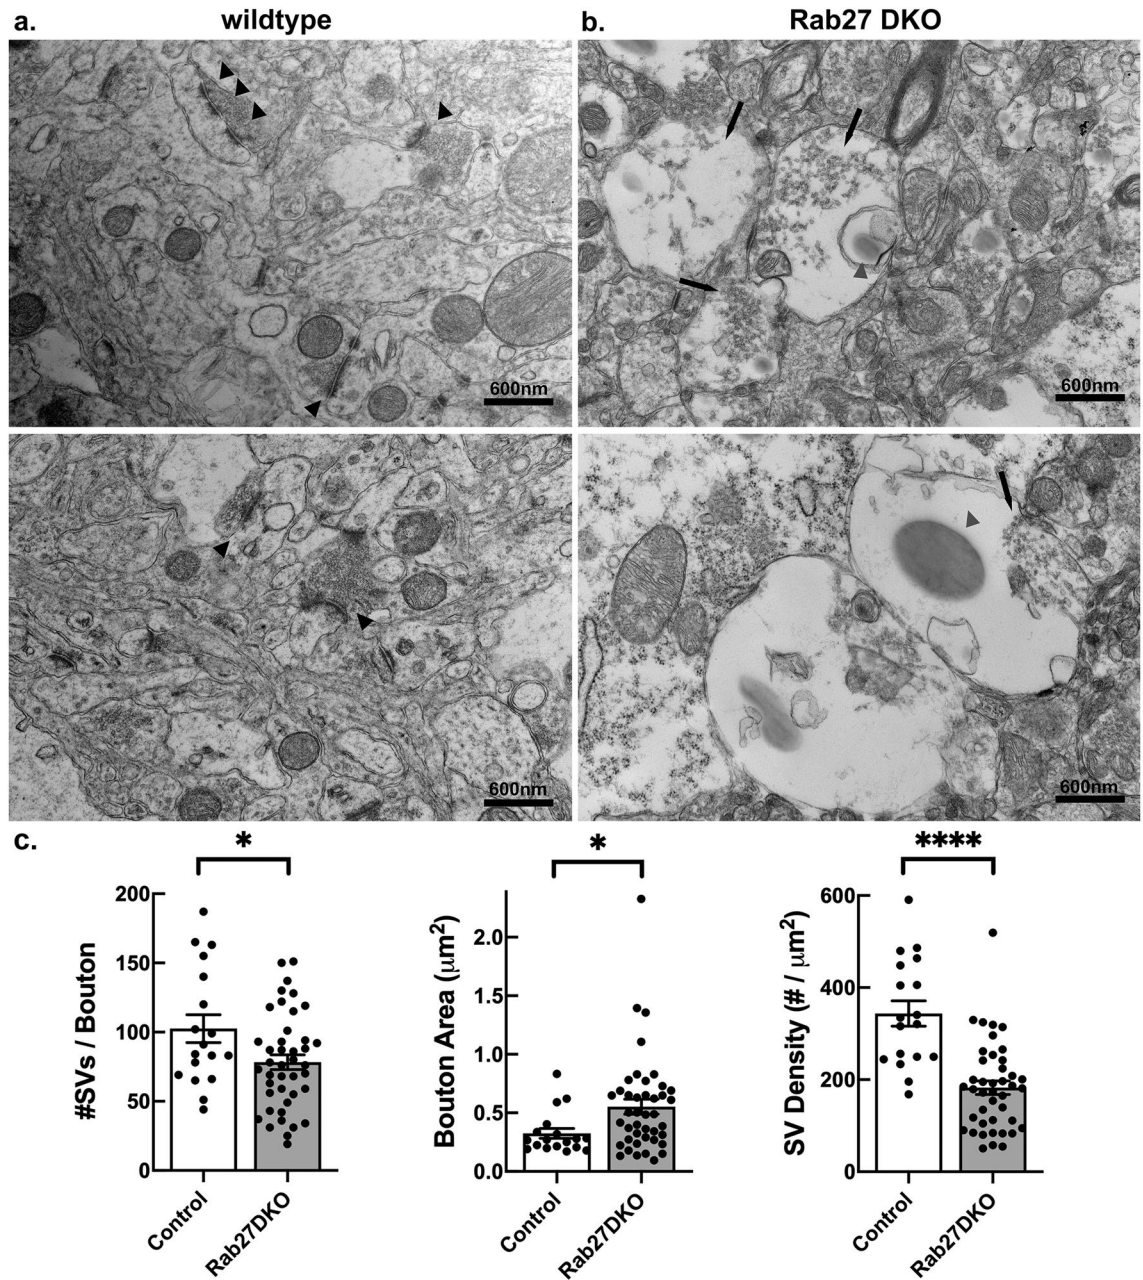 a.
wildtype
b.
Rab27 DKO
600nm
600nm
600nm
600nm
c.
*
*
****
#SVs / Bouton
200
150
100
50
0
Control
Rab27DKO
Bouton Area (μm²)
2.0
1.5
1.0
0.5
0.0
Control
Rab27DKO
SV Density (# / μm²)
600
400
200
0
Control
Rab27DKO